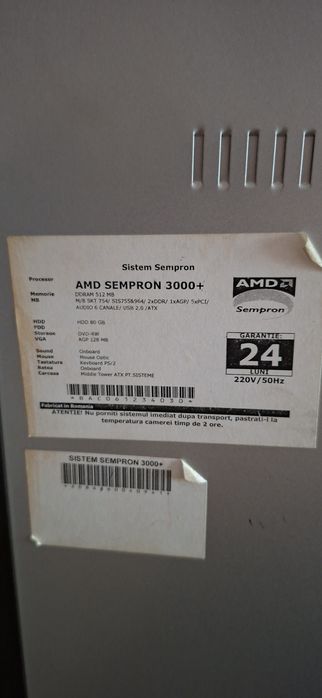 Sistem Sempron
Procesor AMD SEMPRON 3000+
Memorie DDRAM 512 MB
MB M/B SKT 754/ SIS755&964/ 2xDDR/ 1xAGP/ 5xPCI/
AUDIO 6 CANALE/ USB 2,0 /ATX
HDD HDD 80 GB
FDD
Stocare DVD-RW
VGA AGP 128 MB
Sound Onboard
Mouse Mouse Optic
Tastatura Keyboard PS/2
Retea Onboard
Carcasa Middle Tower ATX PT SISTEME
AMD
Sempron
GARANTIE:
24
LUNI
220V/50Hz
*BAC061234030*
Fabricat in Romania
ATENTIE! Nu porniti sistemul imediat dupa transport, pastrati-l la
temperatura camerei timp de 2 ore.
SISTEM SEMPRON 3000+